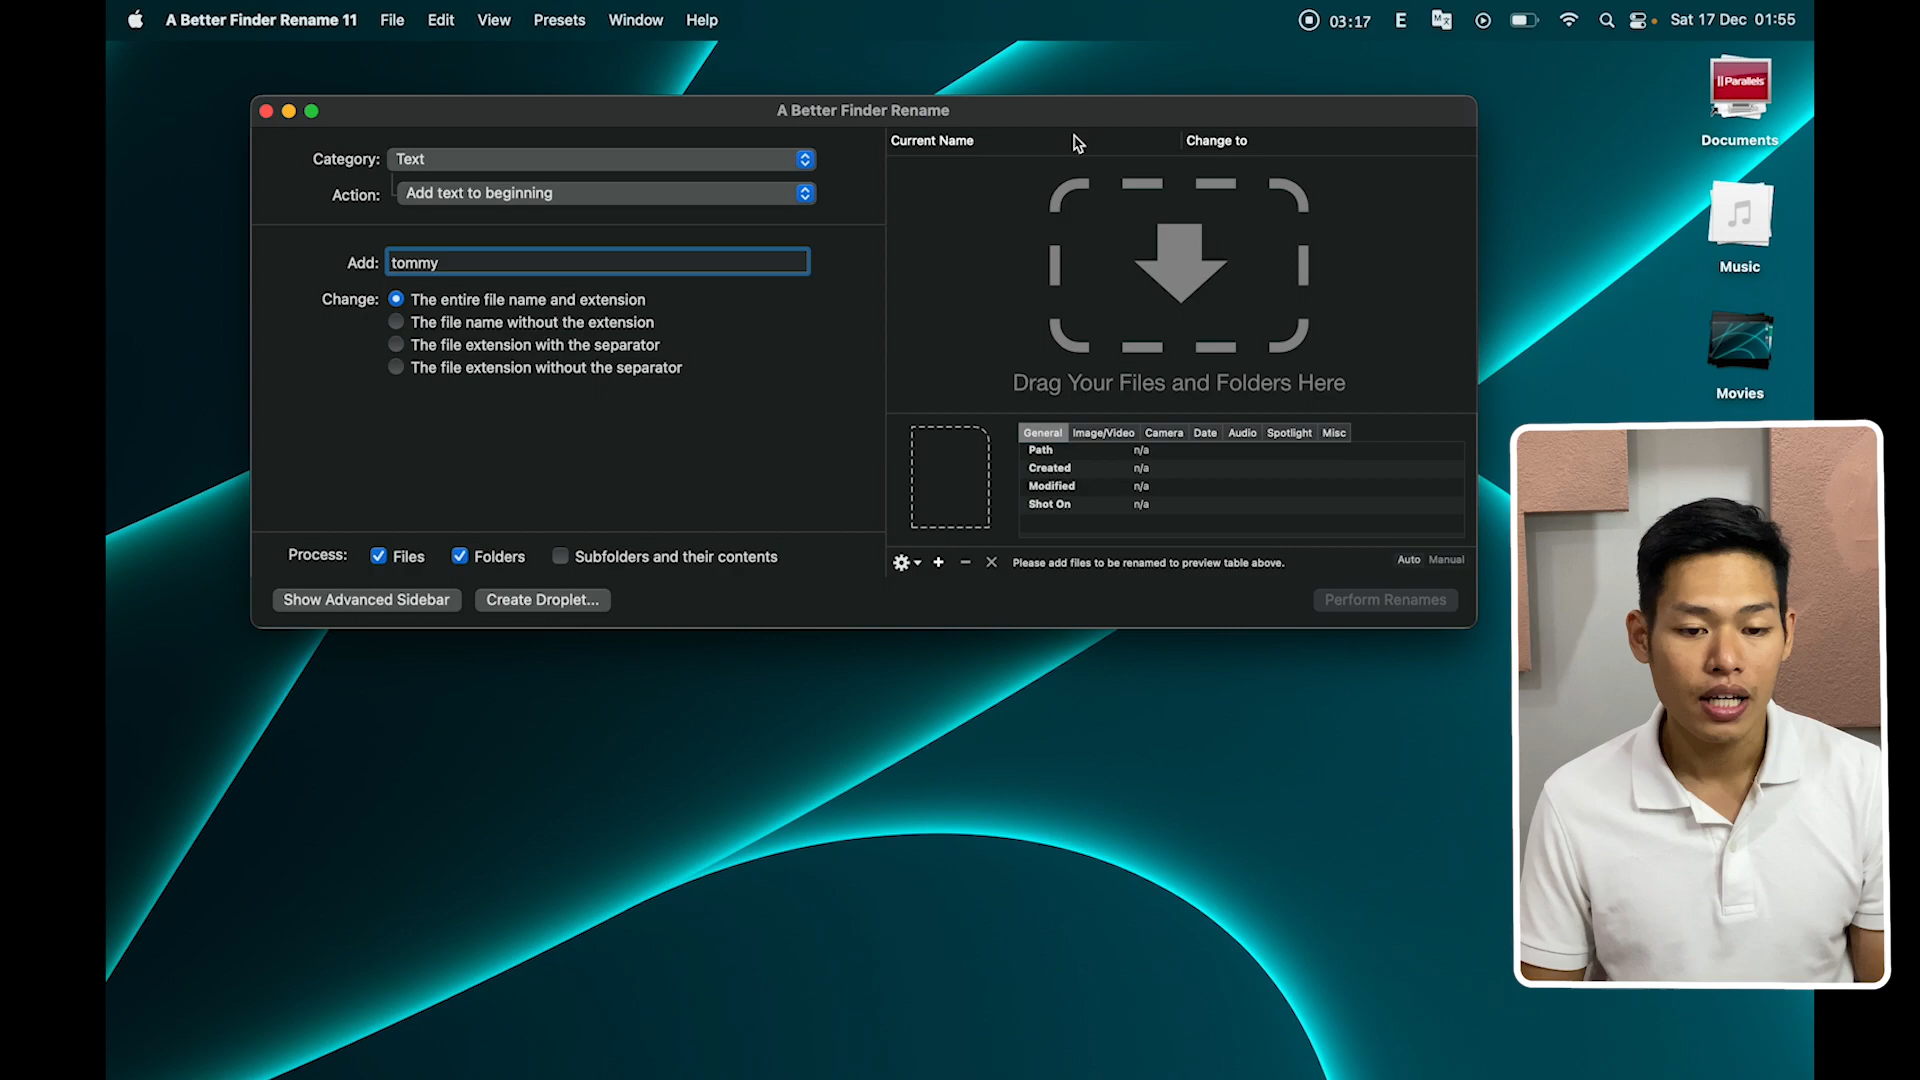 A Better Finder Rename 11 File Edit View Presets Window Help 03:17 E Sat 17 Dec 01:55
A Better Finder Rename
Category: Text
Action: Add text to beginning
Add: tommy
Change: The entire file name and extension
The file name without the extension
The file extension with the separator
The file extension without the separator
Process: Files Folders Subfolders and their contents
Show Advanced Sidebar Create Droplet...
Current Name Change to
Drag Your Files and Folders Here
General Image/Video Camera Date Audio Spotlight Misc
Path n/a
Created n/a
Modified n/a
Shot On n/a
Please add files to be renamed to preview table above. Auto Manual
Perform Renames
|| Parallels
Documents
Music
Movies